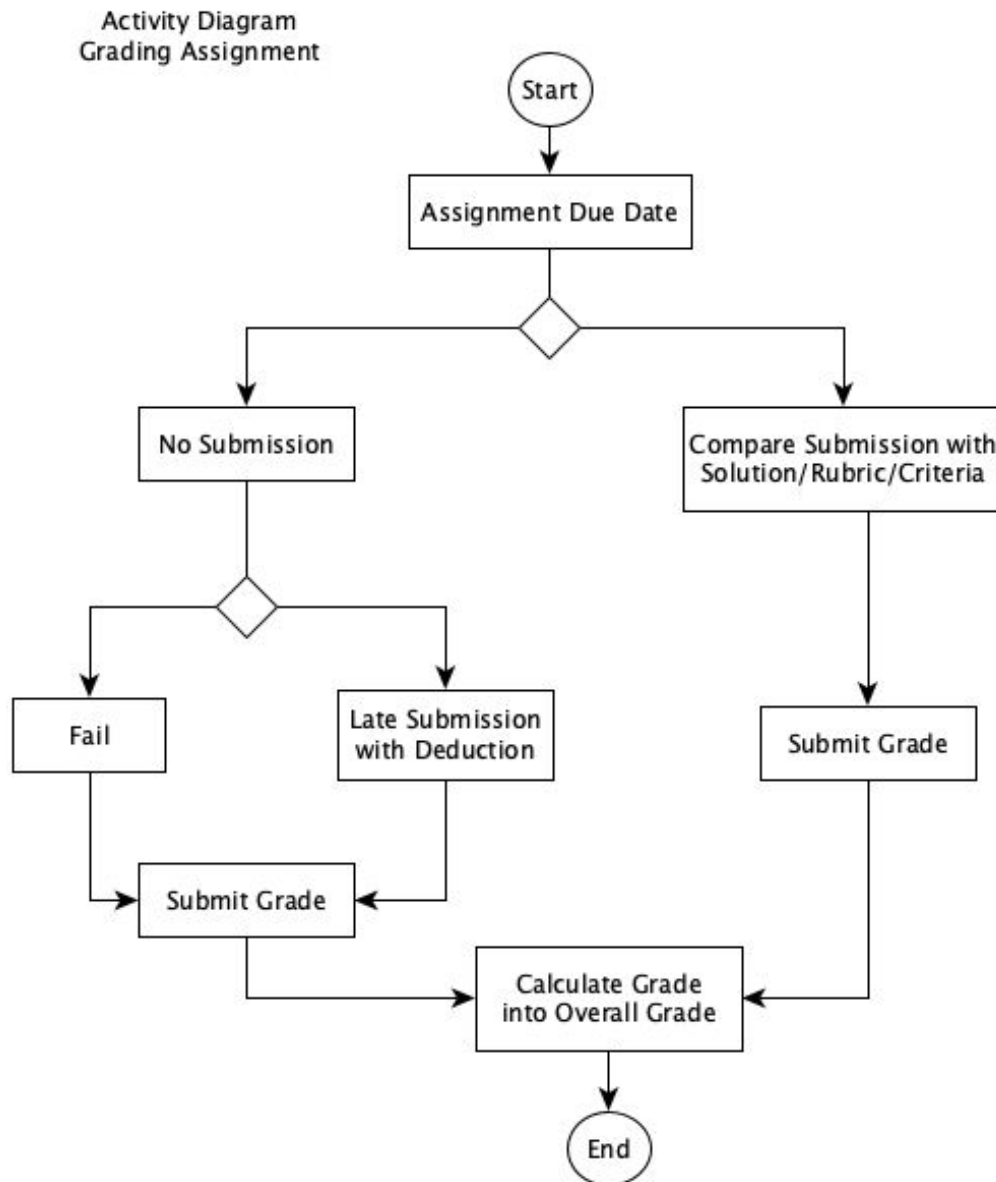 Activity Diagram
Grading Assignment
Start
Assignment Due Date
No Submission
Compare Submission with
Solution/Rubric/Criteria
Fail
Late Submission
with Deduction
Submit Grade
Submit Grade
Calculate Grade
into Overall Grade
End